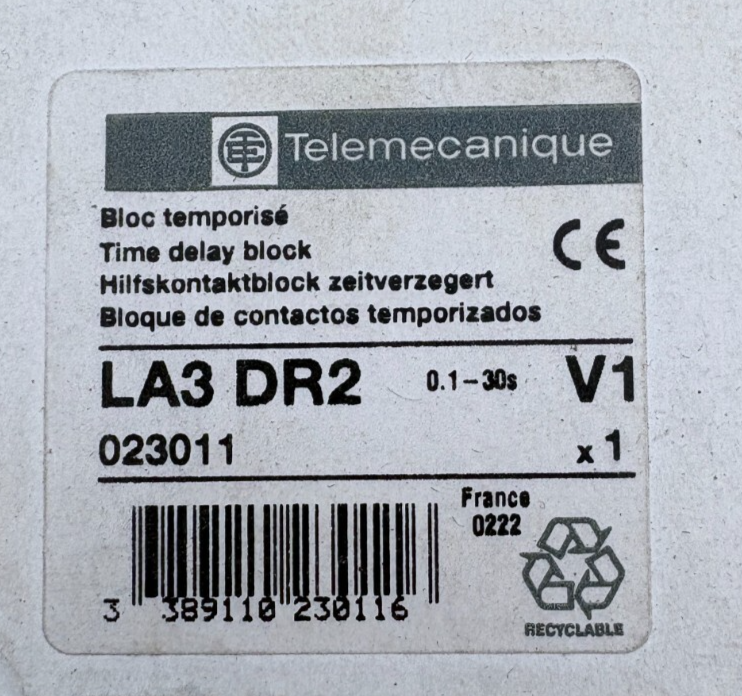 Telemecanique
Bloc temporisé
Time delay block
Hilfskontaktblock zeitverzegert
Bloque de contactos temporizados
CE
LA3 DR2 0.1-30s V1
023011 x 1
France
0222
3 389110 230116
RECYCLABLE